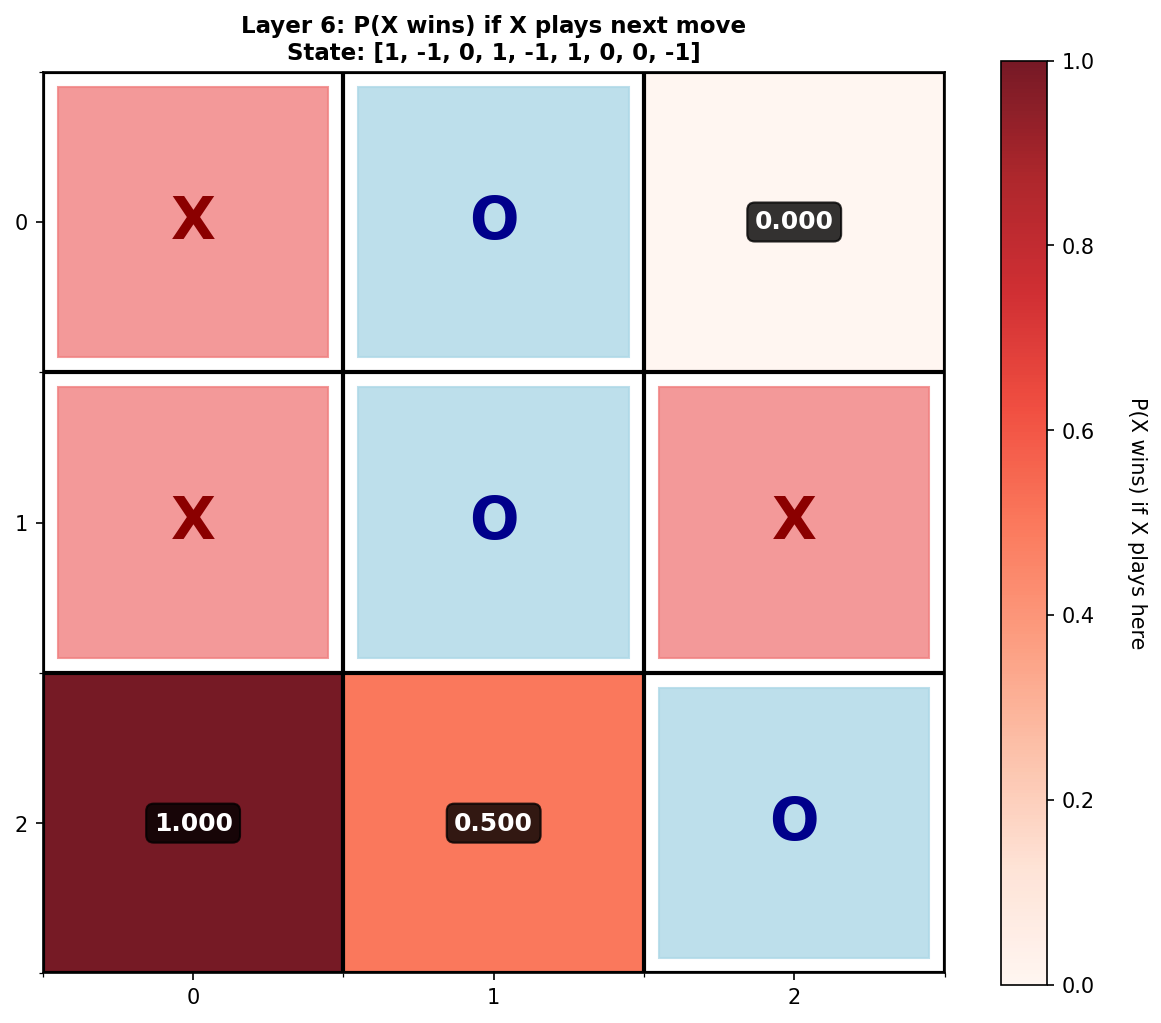 Layer 6: P(X wins) if X plays next move
State: [1, -1, 0, 1, -1, 1, 0, 0, -1]
0
X
O
0.000
1
X
O
X
2
1.000
0.500
O
0
1
2
1.0
0.8
0.6
0.4
0.2
0.0
P(X wins) if X plays here